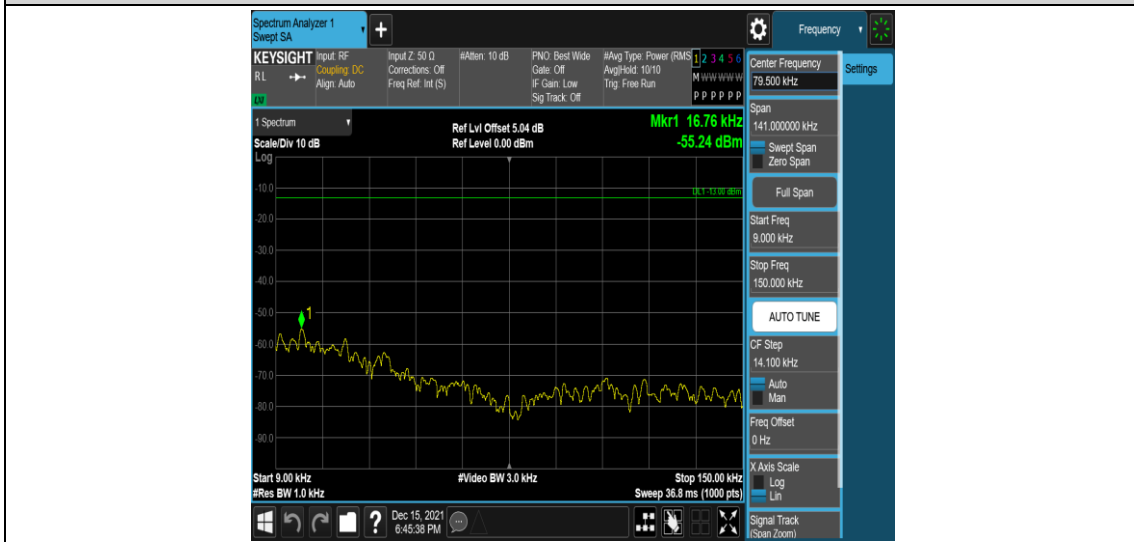 Spectrum Analyzer 1
Swept SA
+
Frequency
KEYSIGHT
RL
LXI
Input: RF
Coupling: DC
Align: Auto
Input Z: 50 Ω
Corrections: Off
Freq Ref: Int (S)
#Atten: 10 dB
PNO: Best Wide
Gate: Off
IF Gain: Low
Sig Track: Off
#Avg Type: Power (RMS
Avg|Hold: 10/10
Trig: Free Run
1 2 3 4 5 6
M W W W W W
P P P P P P
1 Spectrum
Scale/Div 10 dB
Log
Ref Lvl Offset 5.04 dB
Ref Level 0.00 dBm
Mkr1 16.76 kHz
-55.24 dBm
DL1 -13.00 dBm
-10.0
-20.0
-30.0
-40.0
-50.0
-60.0
-70.0
-80.0
-90.0
1
Start 9.00 kHz
#Res BW 1.0 kHz
#Video BW 3.0 kHz
Stop 150.00 kHz
Sweep 36.8 ms (1000 pts)
?
Dec 15, 2021
6:45:38 PM
Center Frequency
79.500 kHz
Settings
Span
141.000000 kHz
Swept Span
Zero Span
Full Span
Start Freq
9.000 kHz
Stop Freq
150.000 kHz
AUTO TUNE
CF Step
14.100 kHz
Auto
Man
Freq Offset
0 Hz
X Axis Scale
Log
Lin
Signal Track
(Span Zoom)